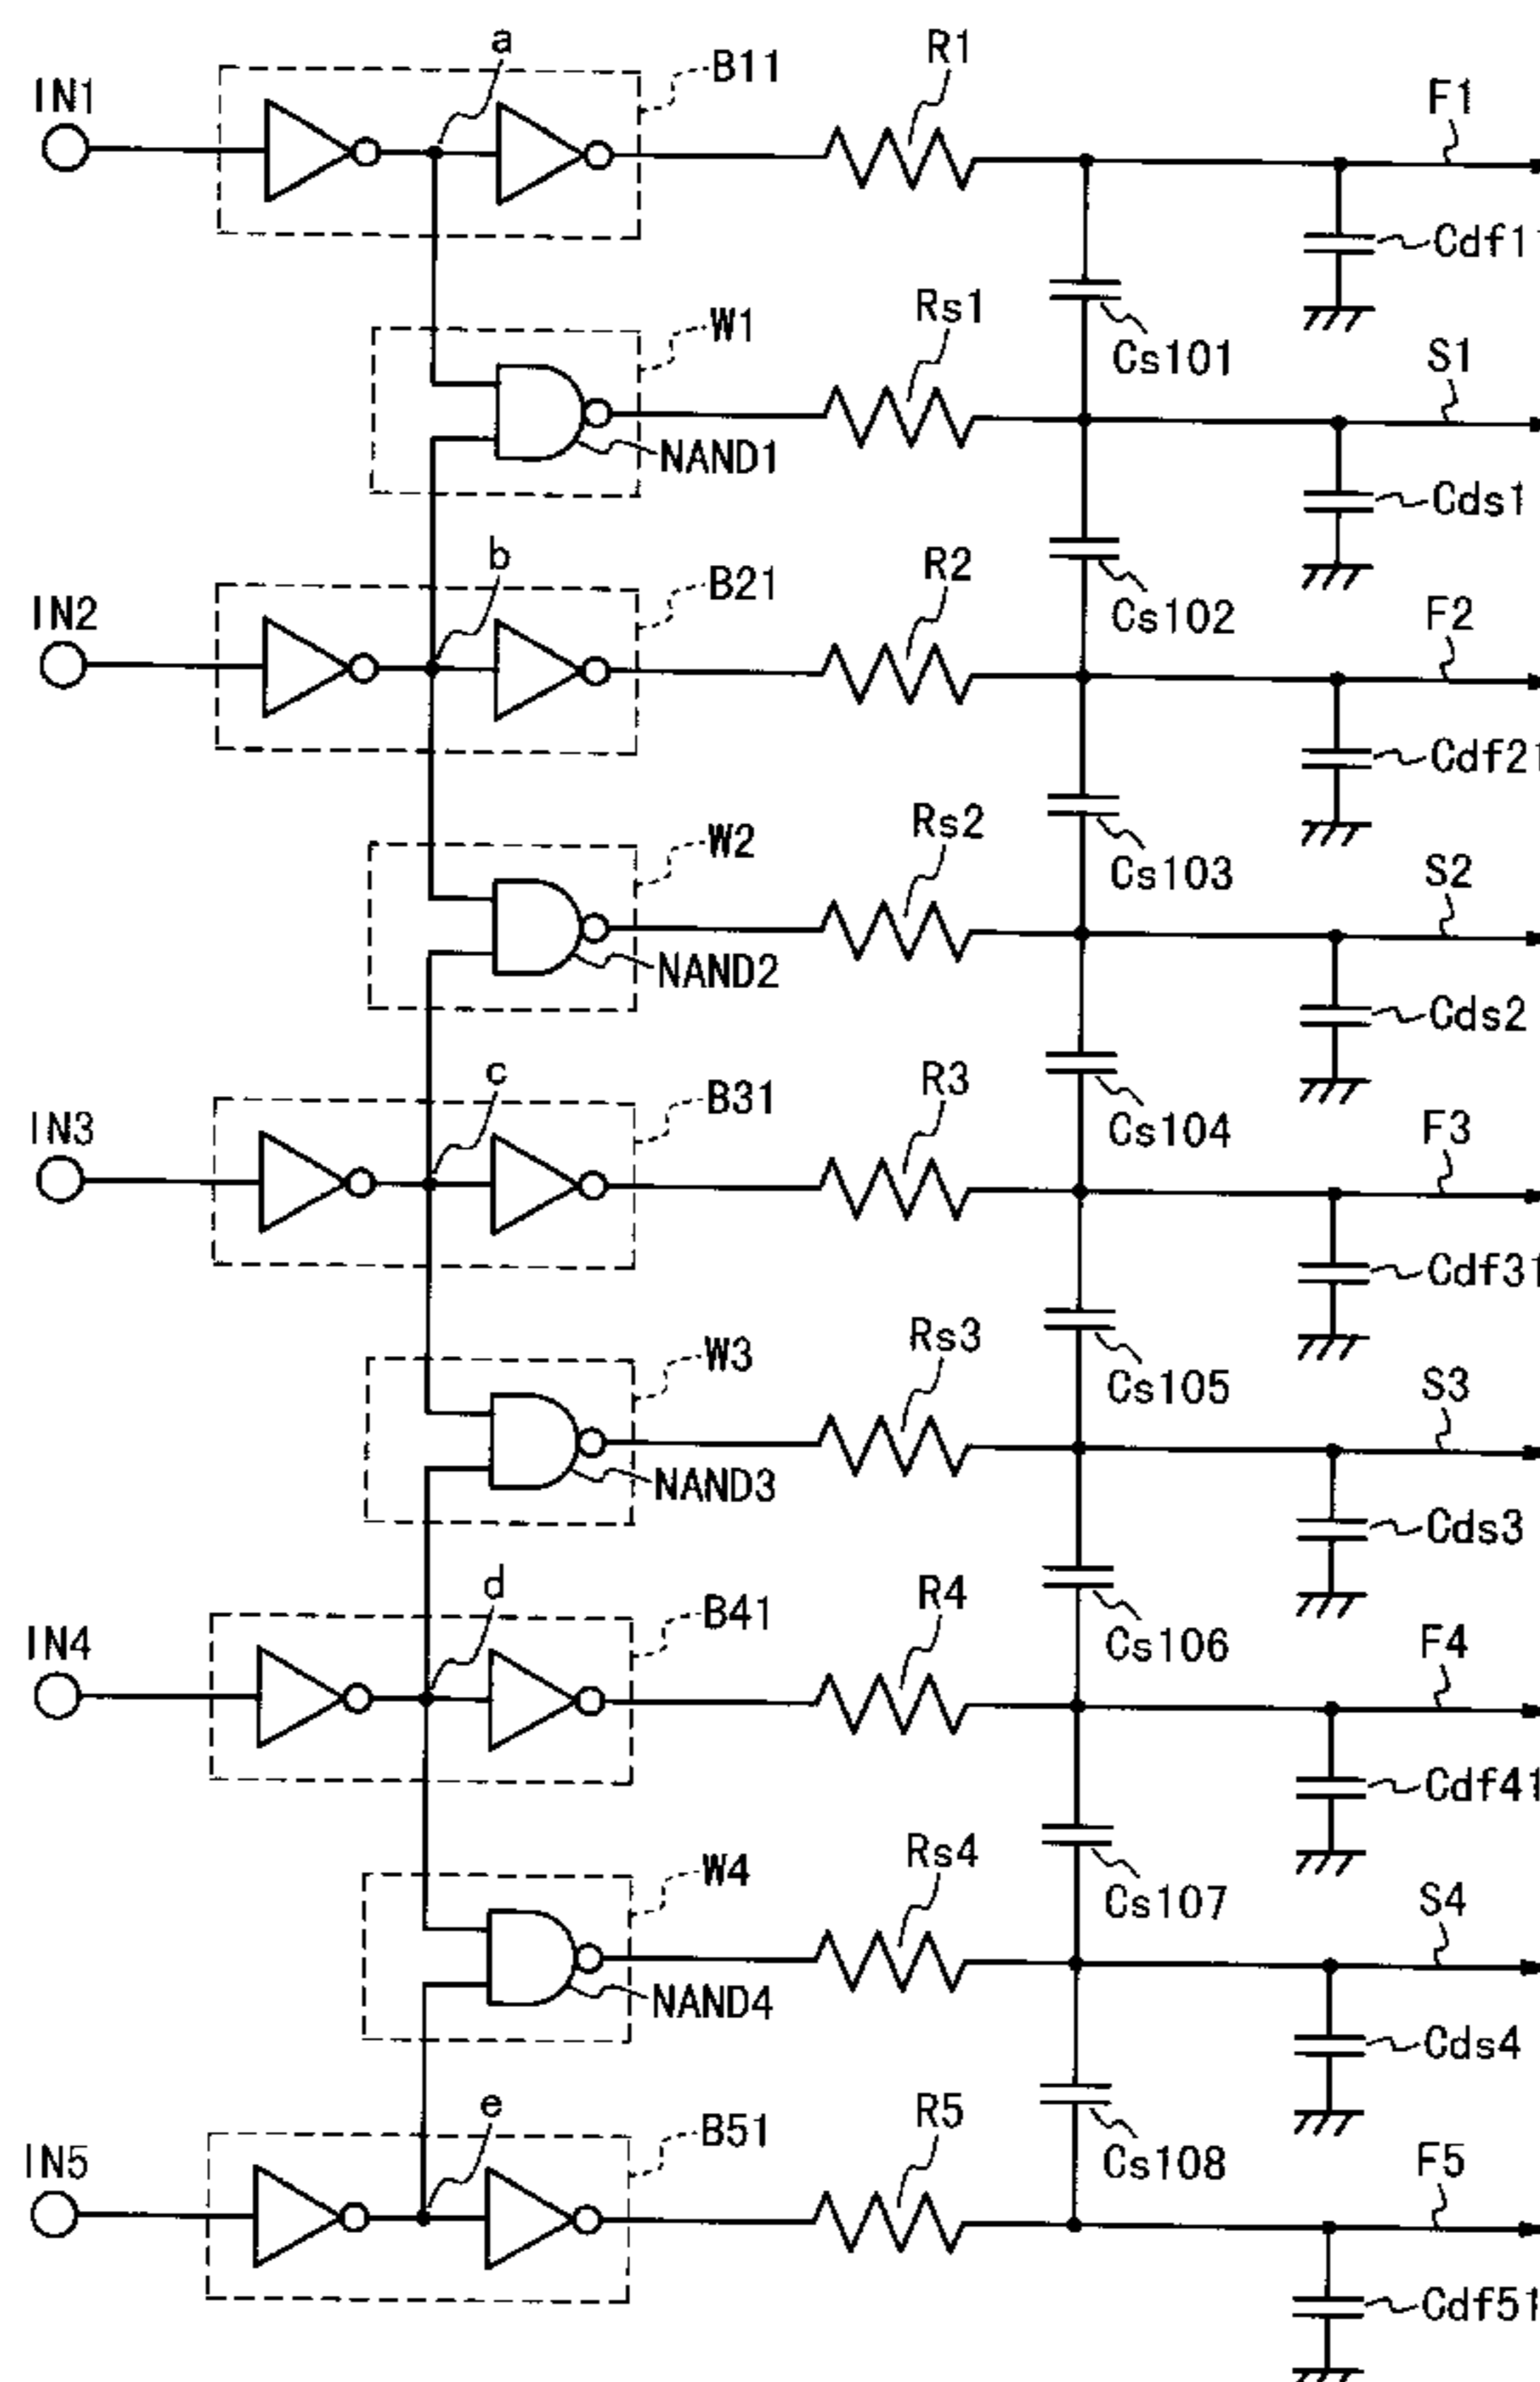 a
B11
R1
IN1
F1
Cdf11
W1
Rs1
Cs101
S1
NAND1
Cds1
b
B21
R2
IN2
Cs102
F2
Cdf21
W2
Rs2
Cs103
S2
NAND2
Cds2
c
B31
R3
IN3
Cs104
F3
Cdf31
W3
Rs3
Cs105
S3
NAND3
Cds3
d
B41
R4
IN4
Cs106
F4
Cdf41
W4
Rs4
Cs107
S4
NAND4
Cds4
e
B51
R5
IN5
Cs108
F5
Cdf51